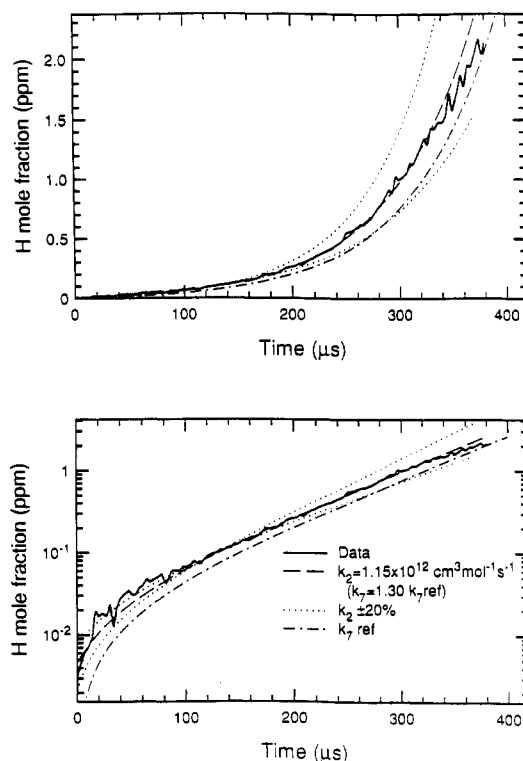 2.0
1.5
1.0
0.5
0
H mole fraction (ppm)
0 100 200 300 400
Time (µs)
1
10⁻¹
10⁻²
H mole fraction (ppm)
Data
k₂=1.15x10¹² cm³mol⁻¹s⁻¹
(k₇=1.30 k₇ref)
k₂ ±20%
k₇ ref
0 100 200 300 400
Time (µs)